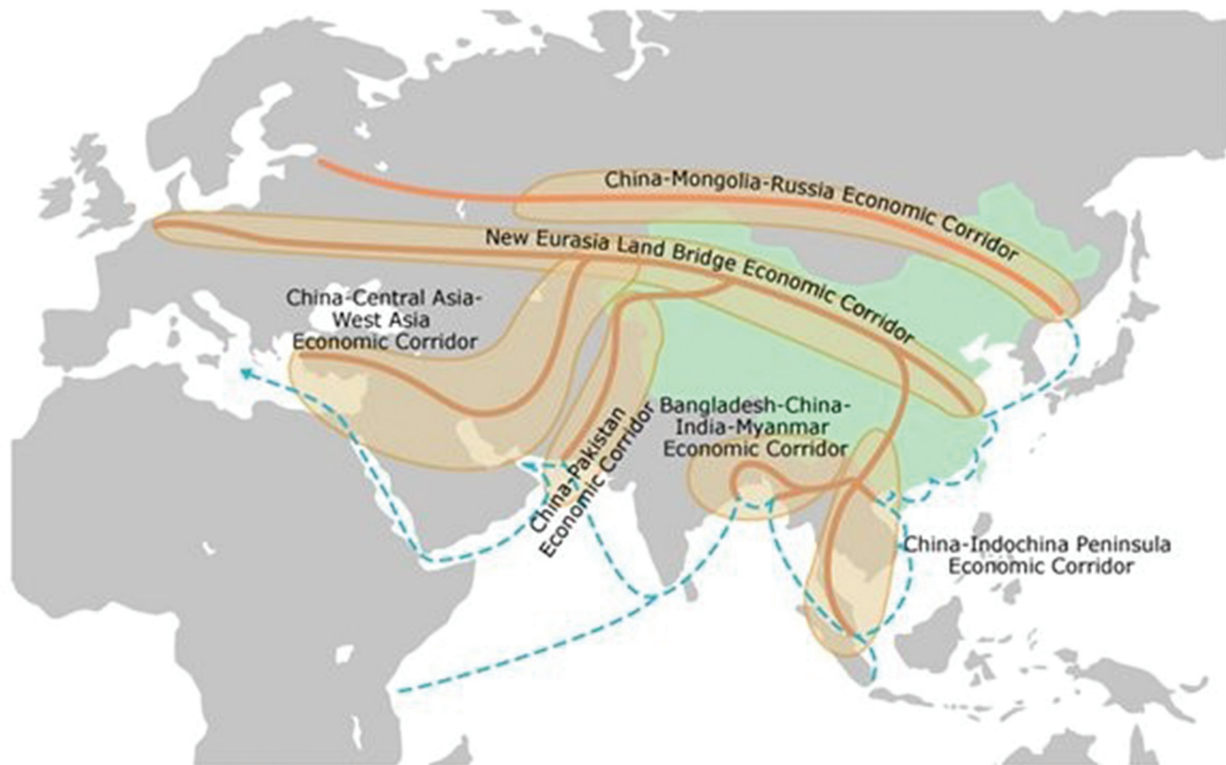 China-Mongolia-Russia Economic Corridor
New Eurasia Land Bridge Economic Corridor
China-Central Asia-
West Asia
Economic Corridor
China-Pakistan
Economic Corridor
Bangladesh-China-
India-Myanmar
Economic Corridor
China-Indochina Peninsula
Economic Corridor